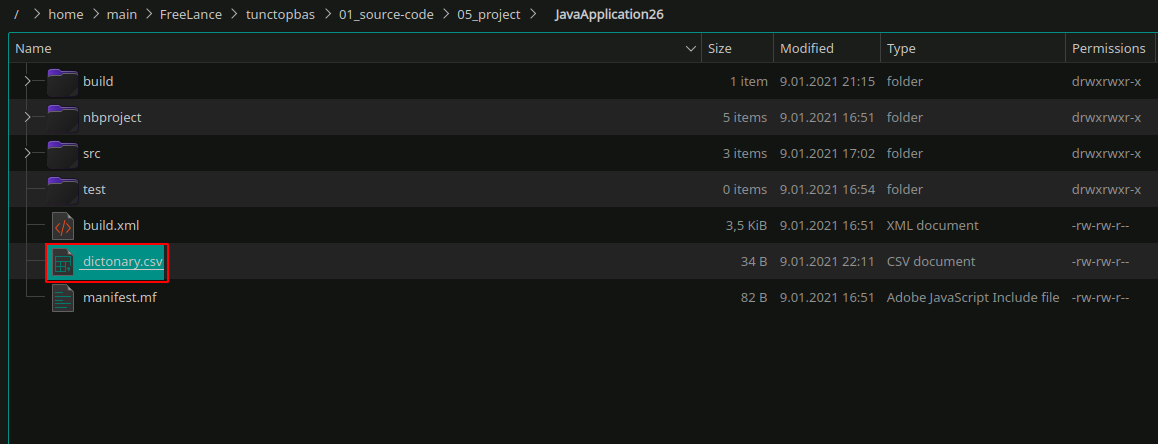 / > home > main > FreeLance > tunctopbas > 01_source-code > 05_project > JavaApplication26
Name Size Modified Type Permissions
build 1 item 9.01.2021 21:15 folder drwxrwxr-x
nbproject 5 items 9.01.2021 16:51 folder drwxrwxr-x
src 3 items 9.01.2021 17:02 folder drwxrwxr-x
test 0 items 9.01.2021 16:54 folder drwxrwxr-x
build.xml 3,5 KiB 9.01.2021 16:51 XML document -rw-rw-r--
dictonary.csv 34 B 9.01.2021 22:11 CSV document -rw-rw-r--
manifest.mf 82 B 9.01.2021 16:51 Adobe JavaScript Include file -rw-rw-r--